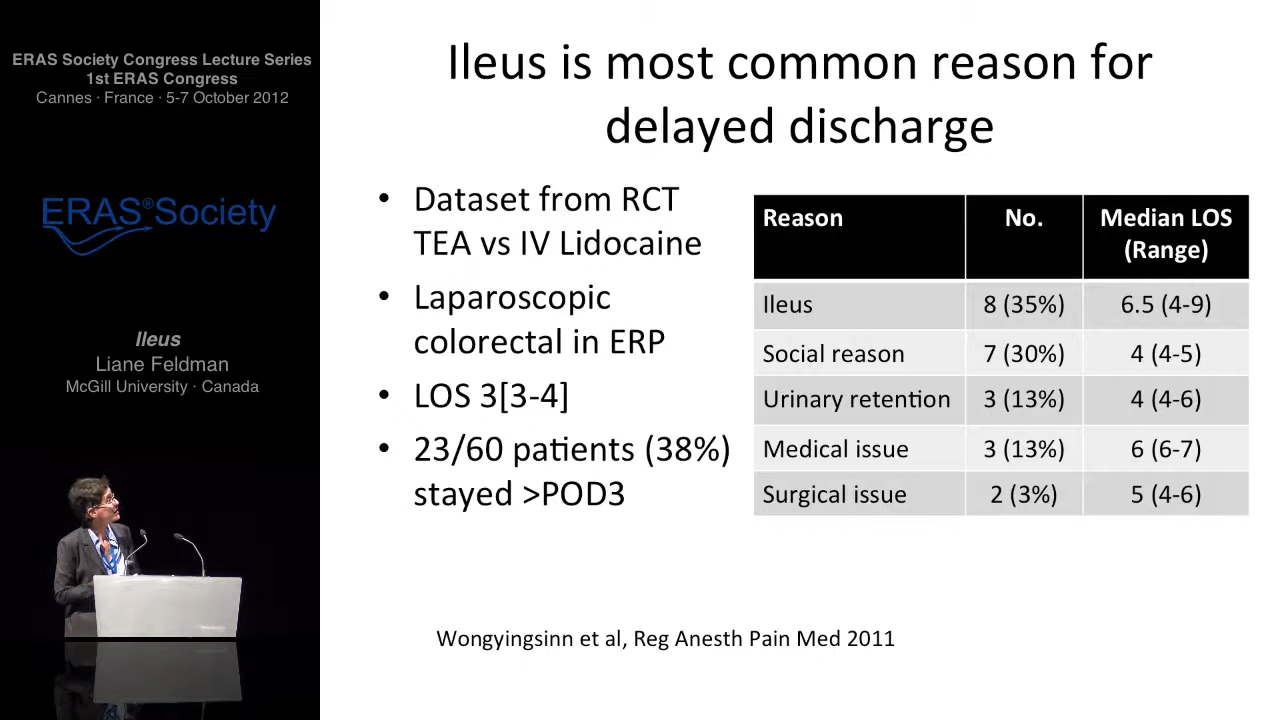 ERAS Society Congress Lecture Series
1st ERAS Congress
Cannes · France · 5-7 October 2012
ERAS®Society
Ileus
Liane Feldman
McGill University · Canada
Ileus is most common reason for
delayed discharge
• Dataset from RCT
TEA vs IV Lidocaine
• Laparoscopic
colorectal in ERP
• LOS 3[3-4]
• 23/60 patients (38%)
stayed >POD3
Reason No. Median LOS
(Range)
Ileus 8 (35%) 6.5 (4-9)
Social reason 7 (30%) 4 (4-5)
Urinary retention 3 (13%) 4 (4-6)
Medical issue 3 (13%) 6 (6-7)
Surgical issue 2 (3%) 5 (4-6)
Wongyingsinn et al, Reg Anesth Pain Med 2011